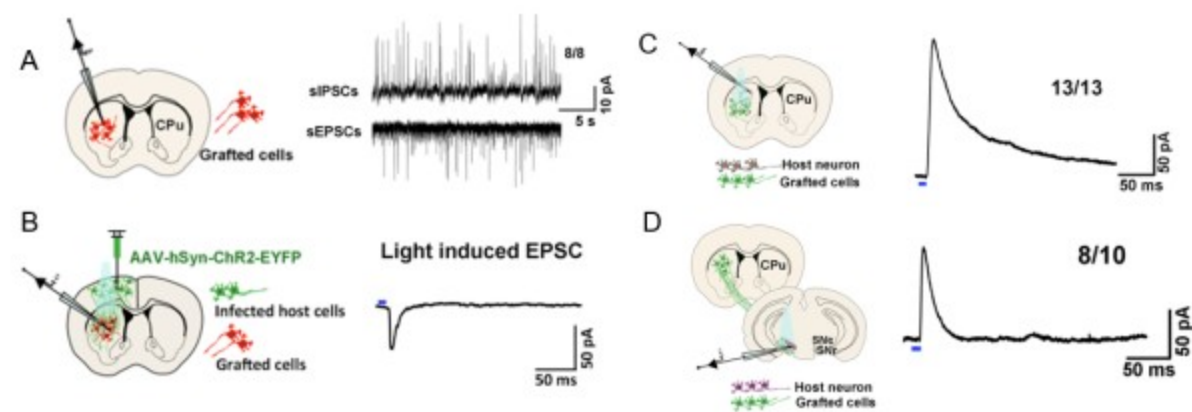 A
CPu
Grafted cells
sIPSCs
sEPSCs
8/8
10 pA
5 s
B
AAV-hSyn-ChR2-EYFP
Infected host cells
Grafted cells
Light induced EPSC
50 pA
50 ms
C
CPu
Host neuron
Grafted cells
13/13
50 pA
50 ms
D
CPu
SNc
SNr
Host neuron
Grafted cells
8/10
50 pA
50 ms